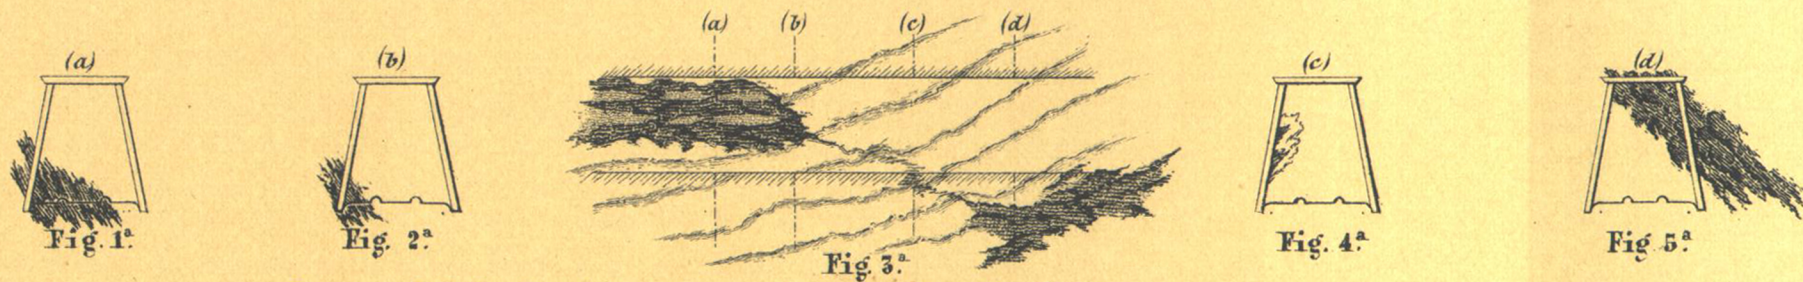 (a) (b) (c) (d)
(a) (b) (c) (d)
Fig. 1.ª Fig. 2.ª Fig. 3.ª Fig. 4.ª Fig. 5.ª